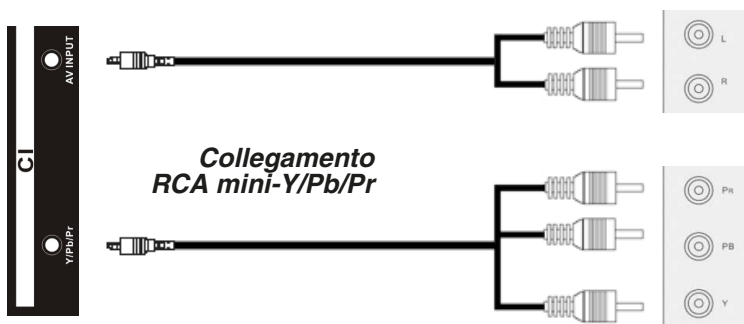 AV INPUT
L
R
CI
Collegamento
RCA mini-Y/Pb/Pr
Y/Pb/Pr
PR
PB
Y